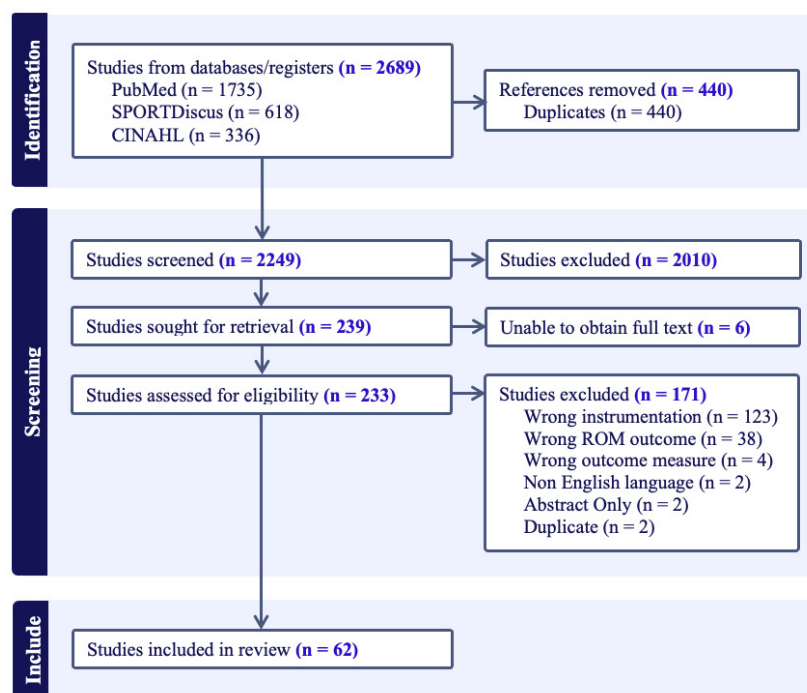 Identification
Studies from databases/registers (n = 2689)
PubMed (n = 1735)
SPORTDiscus (n = 618)
CINAHL (n = 336)
References removed (n = 440)
Duplicates (n = 440)
Screening
Studies screened (n = 2249)
Studies excluded (n = 2010)
Studies sought for retrieval (n = 239)
Unable to obtain full text (n = 6)
Studies assessed for eligibility (n = 233)
Studies excluded (n = 171)
Wrong instrumentation (n = 123)
Wrong ROM outcome (n = 38)
Wrong outcome measure (n = 4)
Non English language (n = 2)
Abstract Only (n = 2)
Duplicate (n = 2)
Include
Studies included in review (n = 62)